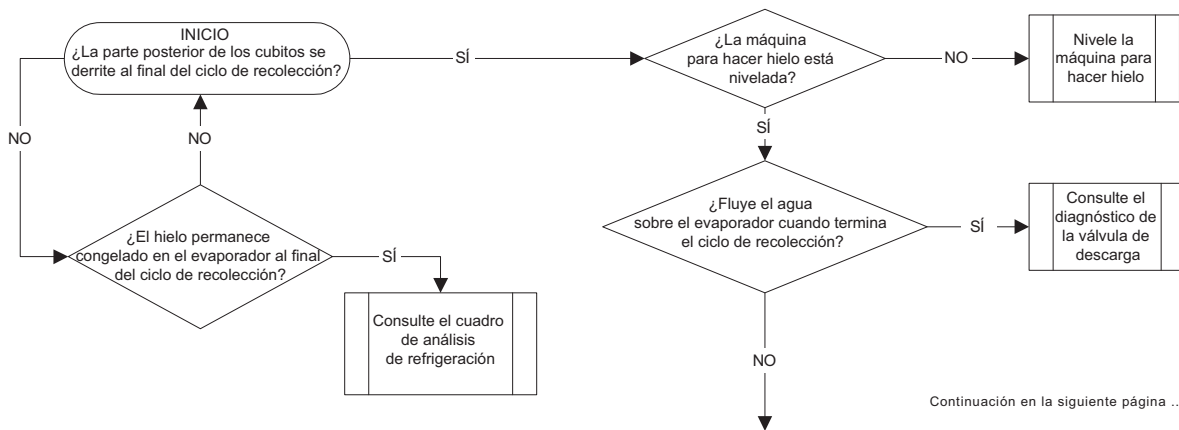 INICIO
¿La parte posterior de los cubitos se
derrite al final del ciclo de recolección?
SÍ
¿La máquina
para hacer hielo está
nivelada?
NO
Nivele la
máquina para
hacer hielo
NO
NO
SÍ
¿El hielo permanece
congelado en el evaporador al final
del ciclo de recolección?
SÍ
Consulte el cuadro
de análisis
de refrigeración
¿Fluye el agua
sobre el evaporador cuando termina
el ciclo de recolección?
SÍ
Consulte el
diagnóstico de
la válvula de
descarga
NO
Continuación en la siguiente página ...